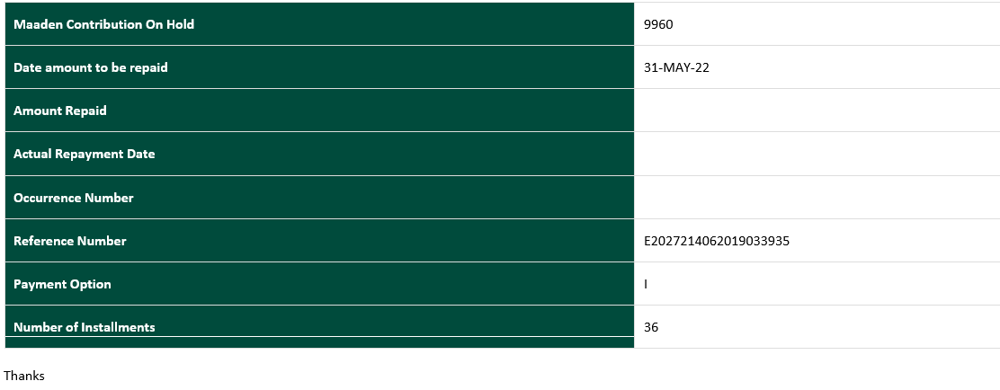 Maaden Contribution On Hold 9960
Date amount to be repaid 31-MAY-22
Amount Repaid
Actual Repayment Date
Occurrence Number
Reference Number E2027214062019033935
Payment Option I
Number of Installments 36
Thanks